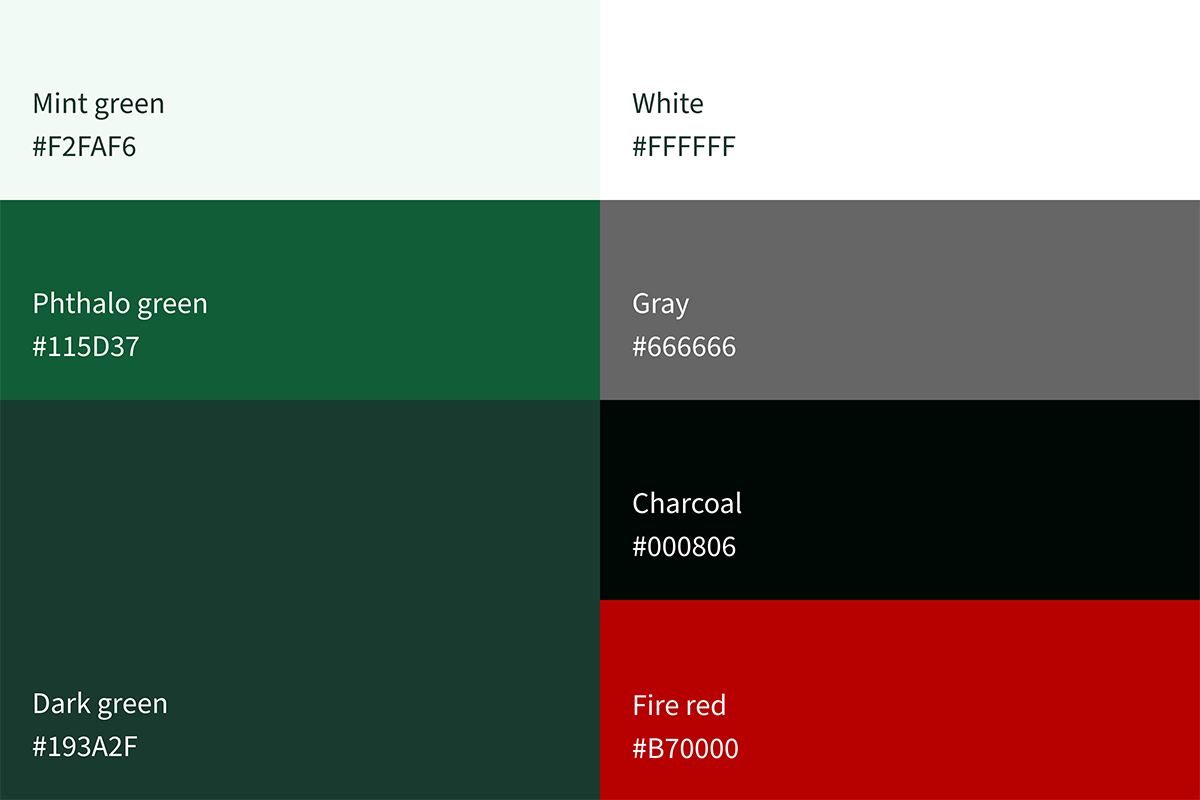 Mint green
#F2FAF6
White
#FFFFFF
Phthalo green
#115D37
Gray
#666666
Charcoal
#000806
Dark green
#193A2F
Fire red
#B70000